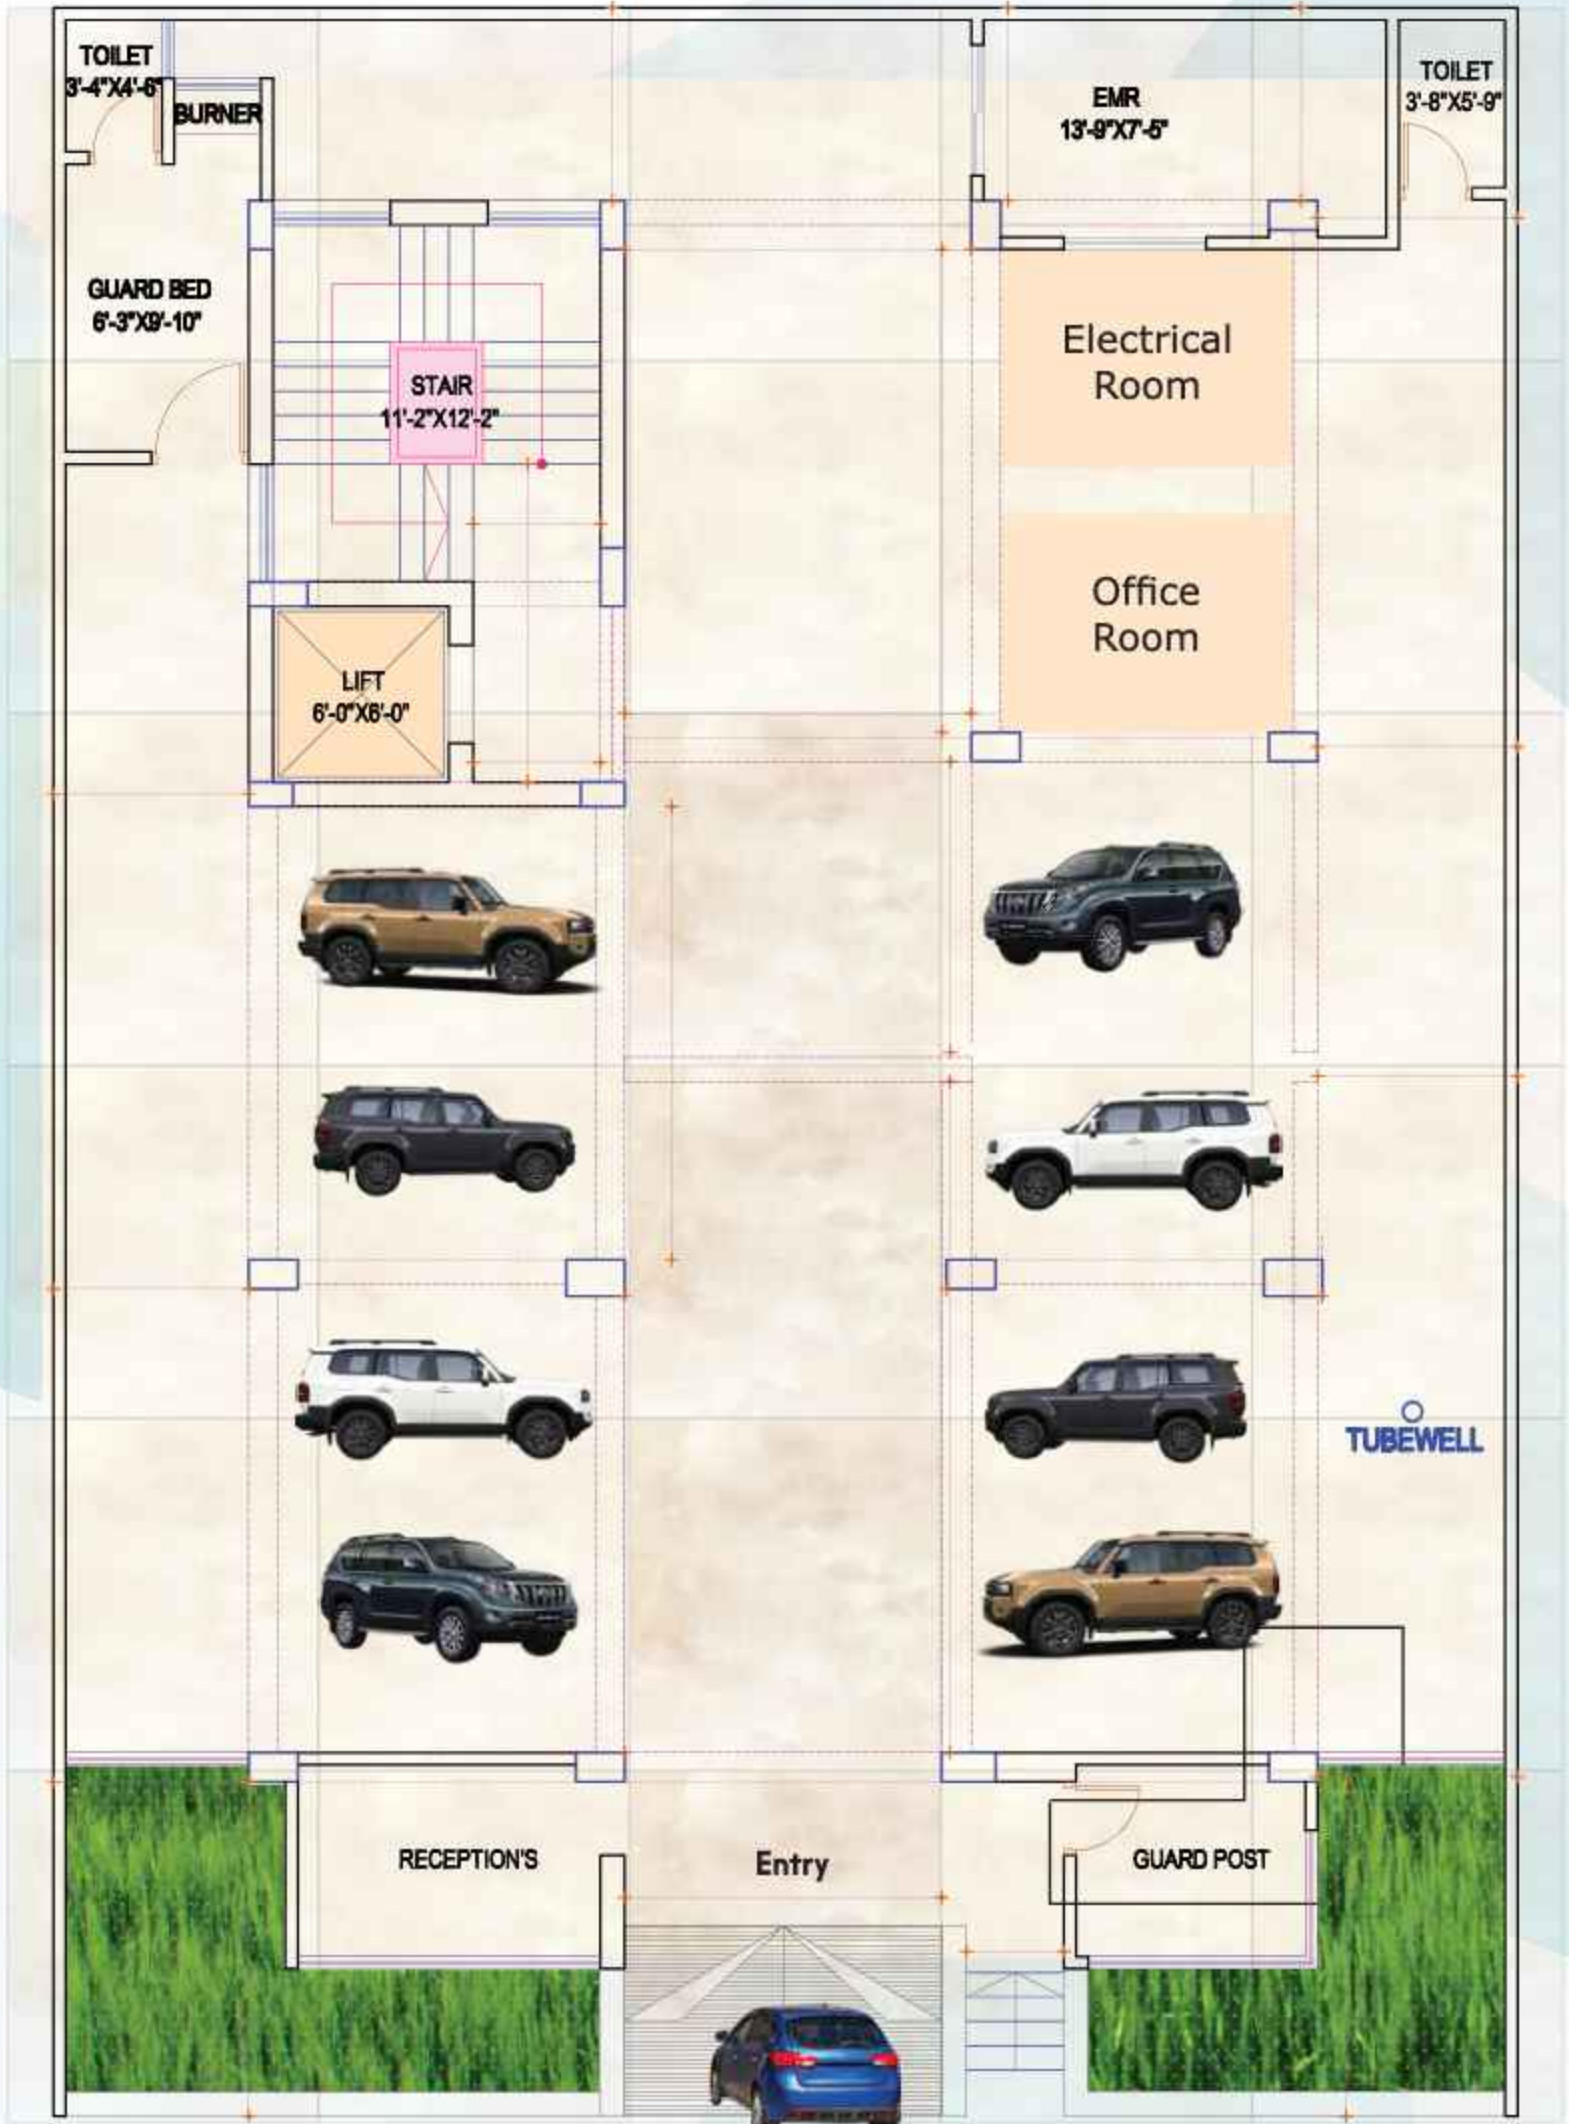 TOILET
3'-4"X4'-6"
BURNER
EMR
13'-9"X7'-5"
TOILET
3'-8"X5'-9"
GUARD BED
6'-3"X9'-10"
STAIR
11'-2"X12'-2"
Electrical
Room
Office
Room
LIFT
6'-0"X6'-0"
TUBEWELL
RECEPTION'S
Entry
GUARD POST